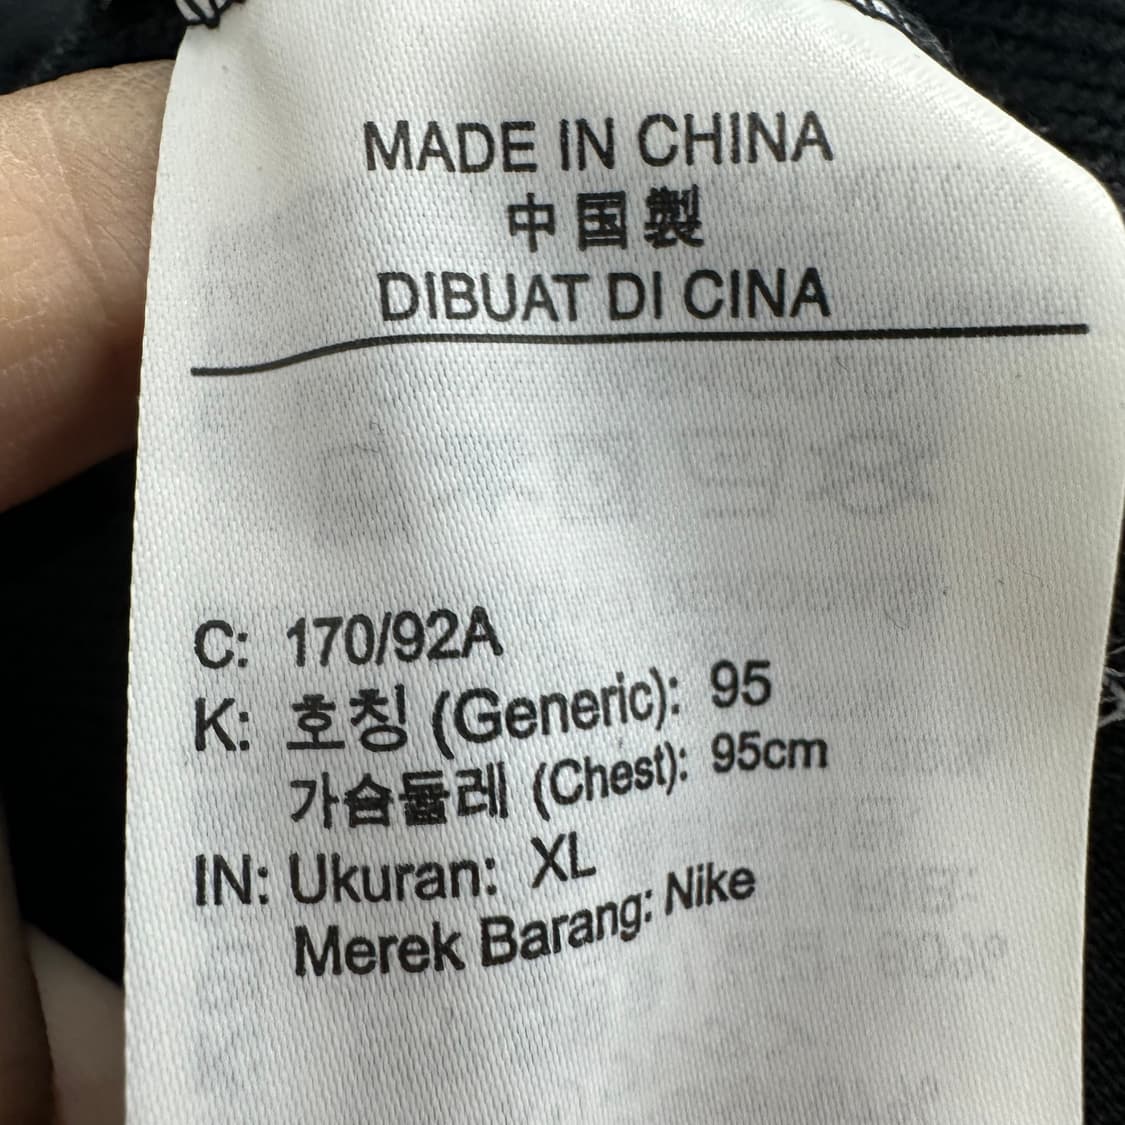 MADE IN CHINA
中国製
DIBUAT DI CINA
C: 170/92A
K: 호칭 (Generic): 95
가슴둘레 (Chest): 95cm
IN: Ukuran: XL
Merek Barang: Nike